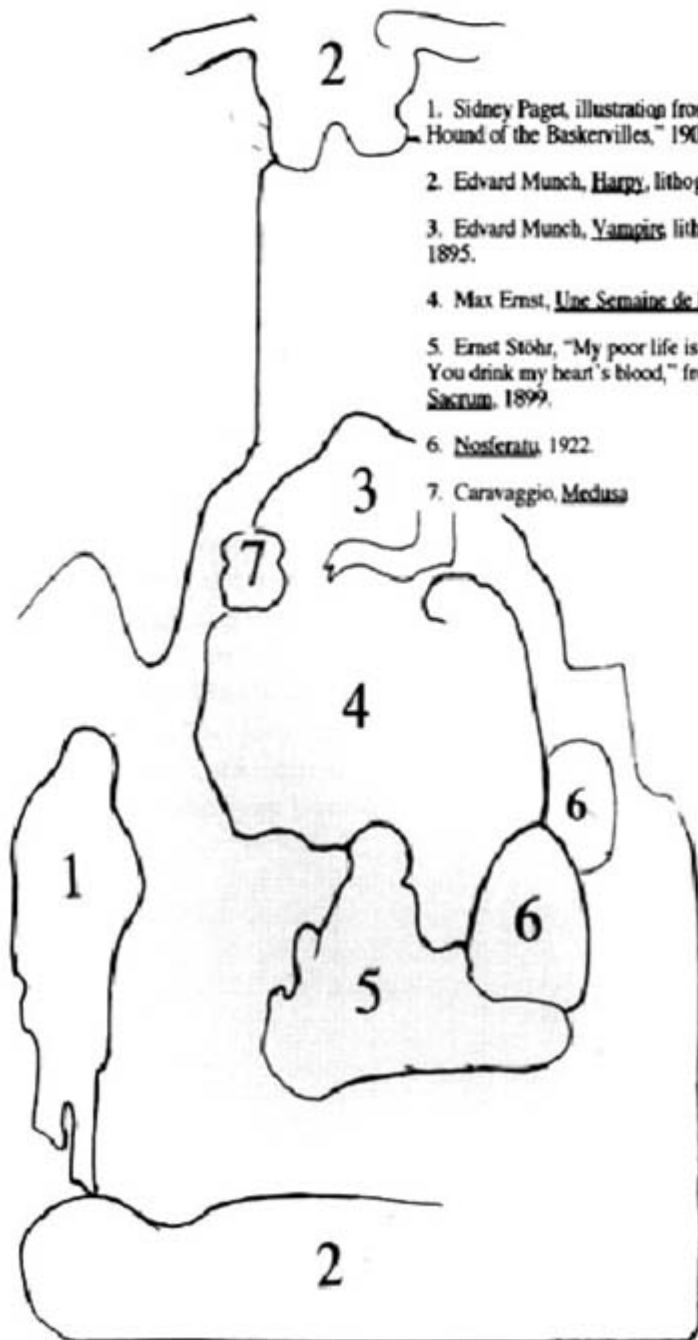 2
1. Sidney Paget, illustration fro
Hound of the Baskervilles," 190
2. Edvard Munch, Harpy, lithog
3. Edvard Munch, Vampire, lith
1895.
4. Max Ernst, Une Semaine de
5. Ernst Stöhr, "My poor life is
You drink my heart's blood," fr
Sacrum, 1899.
6. Nosferatu, 1922.
7. Caravaggio, Medusa
3
7
4
6
1
6
5
2